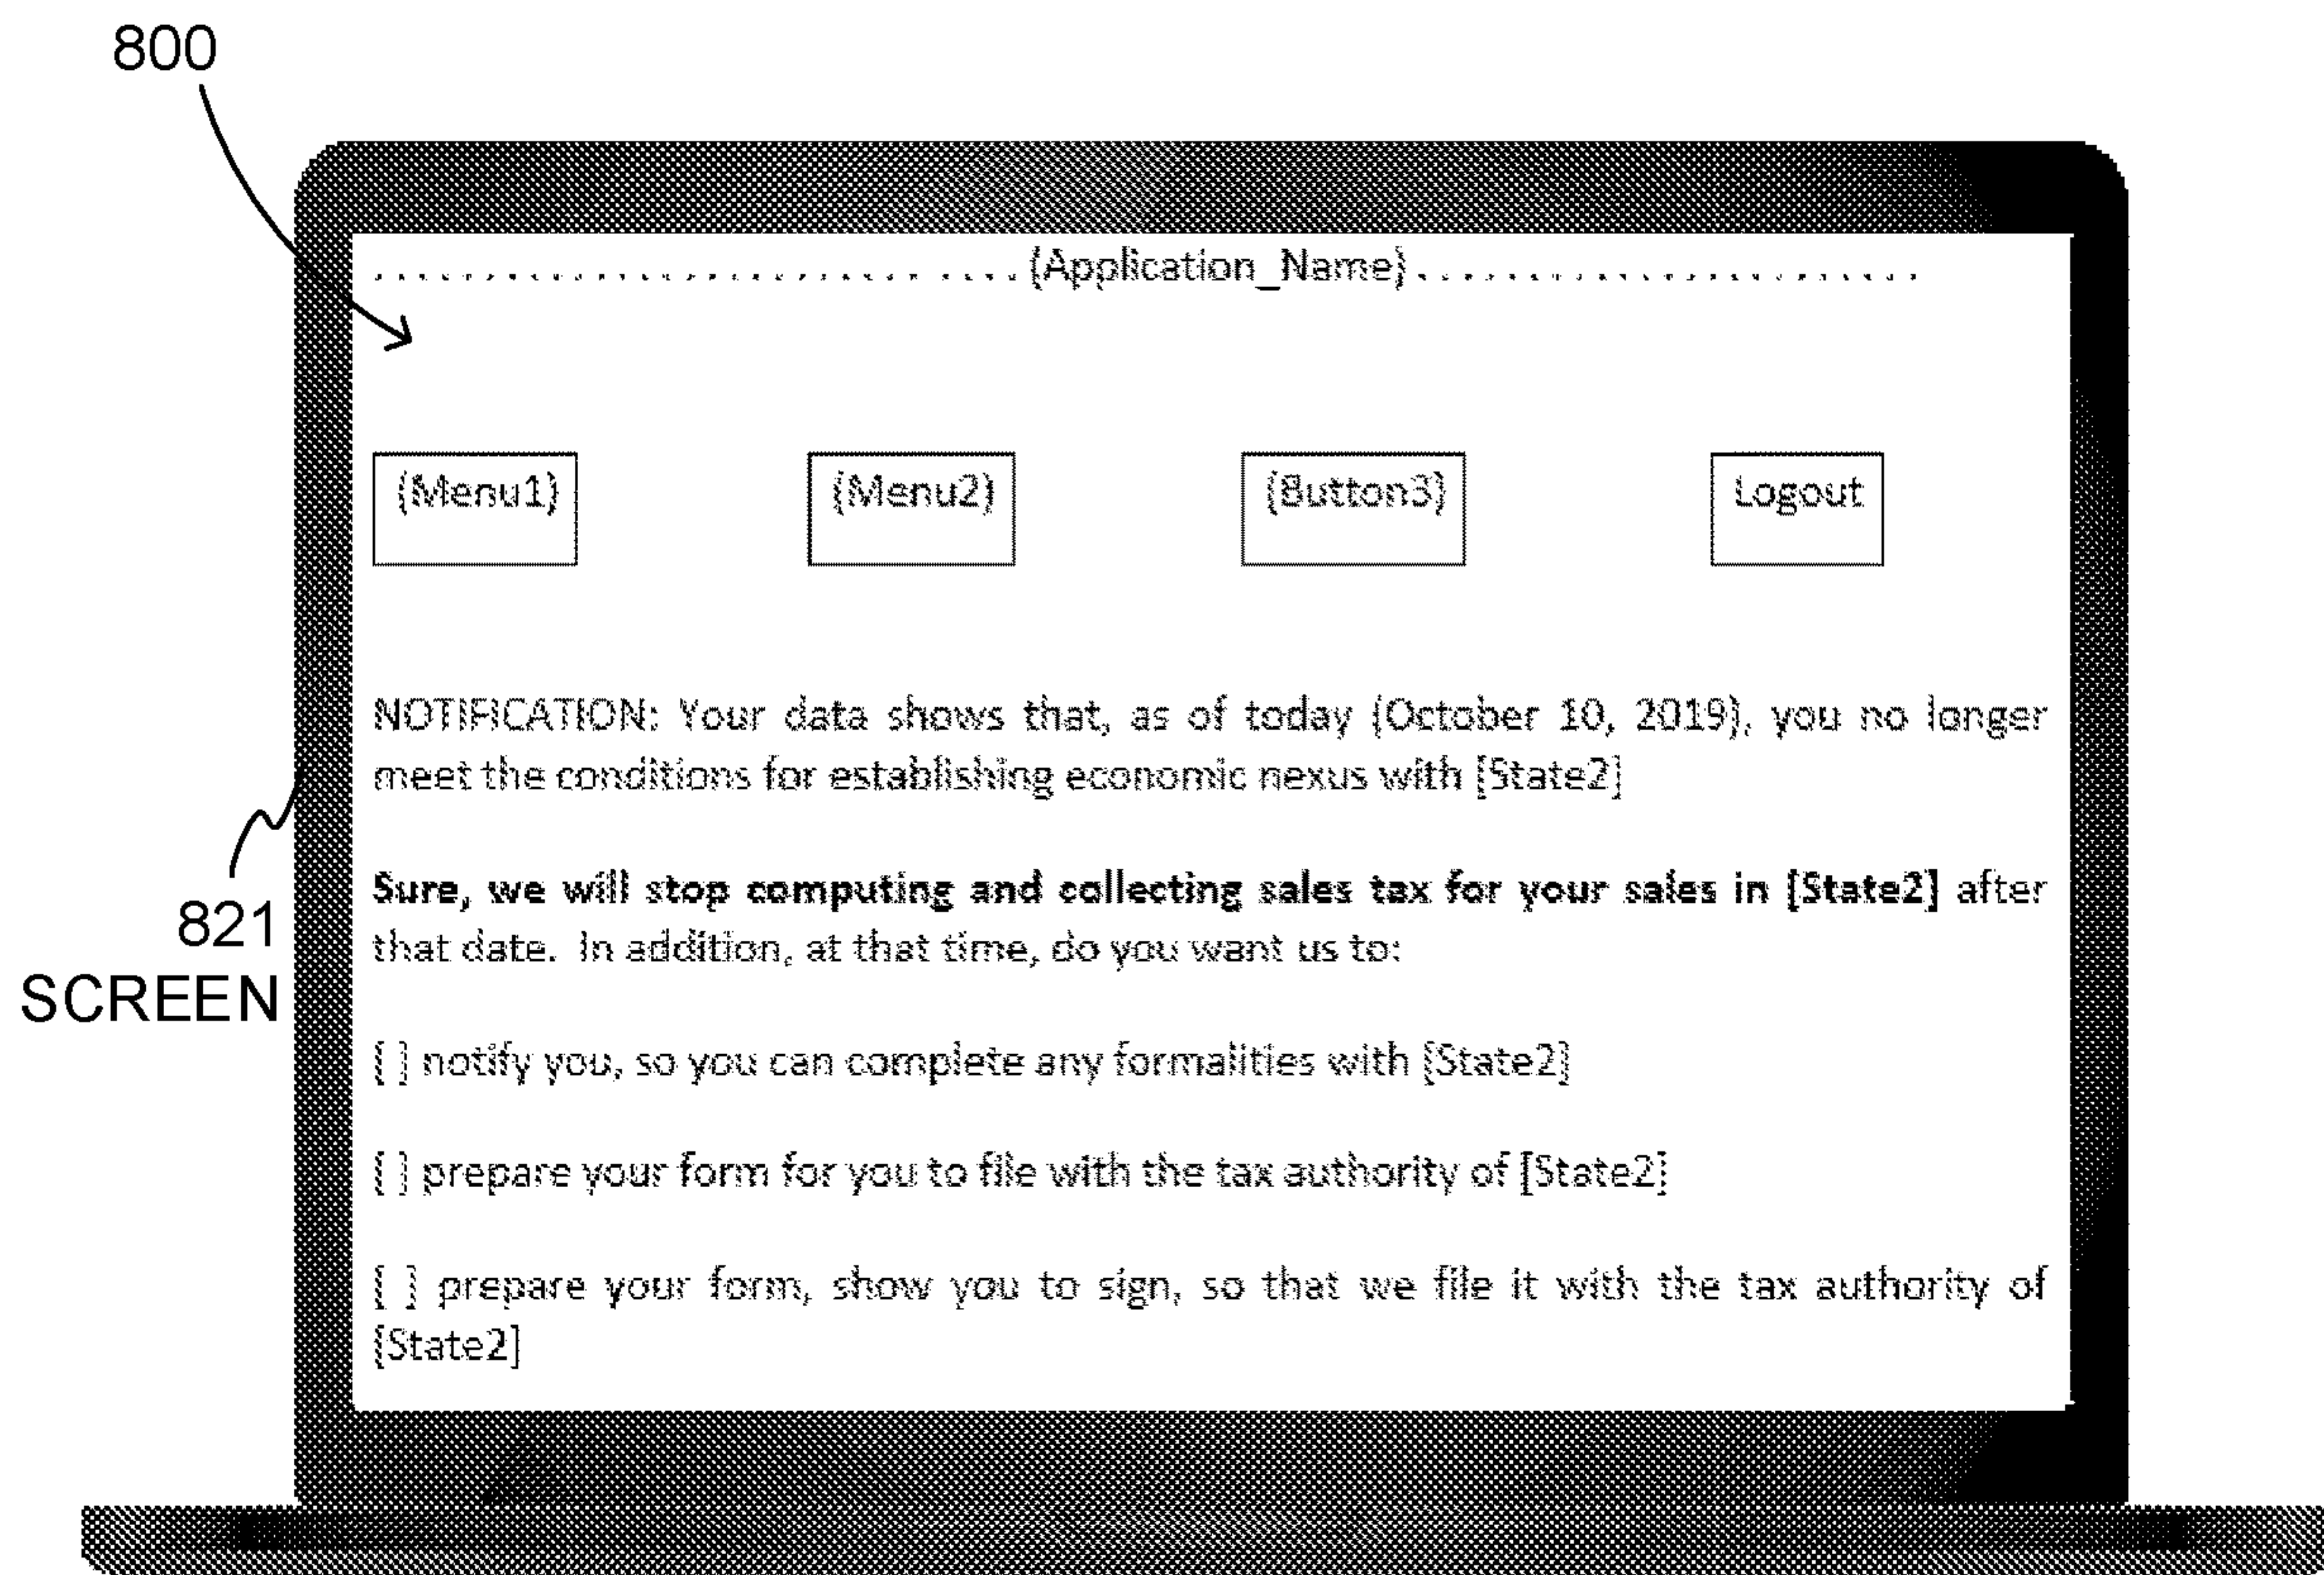 800
. . . . . . . . . . . . . . . . . . . . . . . . . . . . . (Application_Name) . . . . . . . . . . . . . . . . . . . . . . .
(Menu1) (Menu2) (Button3) Logout
NOTIFICATION: Your data shows that, as of today (October 10, 2019), you no longer
meet the conditions for establishing economic nexus with [State2]
Sure, we will stop computing and collecting sales tax for your sales in [State2] after
that date. In addition, at that time, do you want us to:
821
SCREEN
[ ] notify you, so you can complete any formalities with [State2]
[ ] prepare your form for you to file with the tax authority of [State2]
[ ] prepare your form, show you to sign, so that we file it with the tax authority of
[State2]